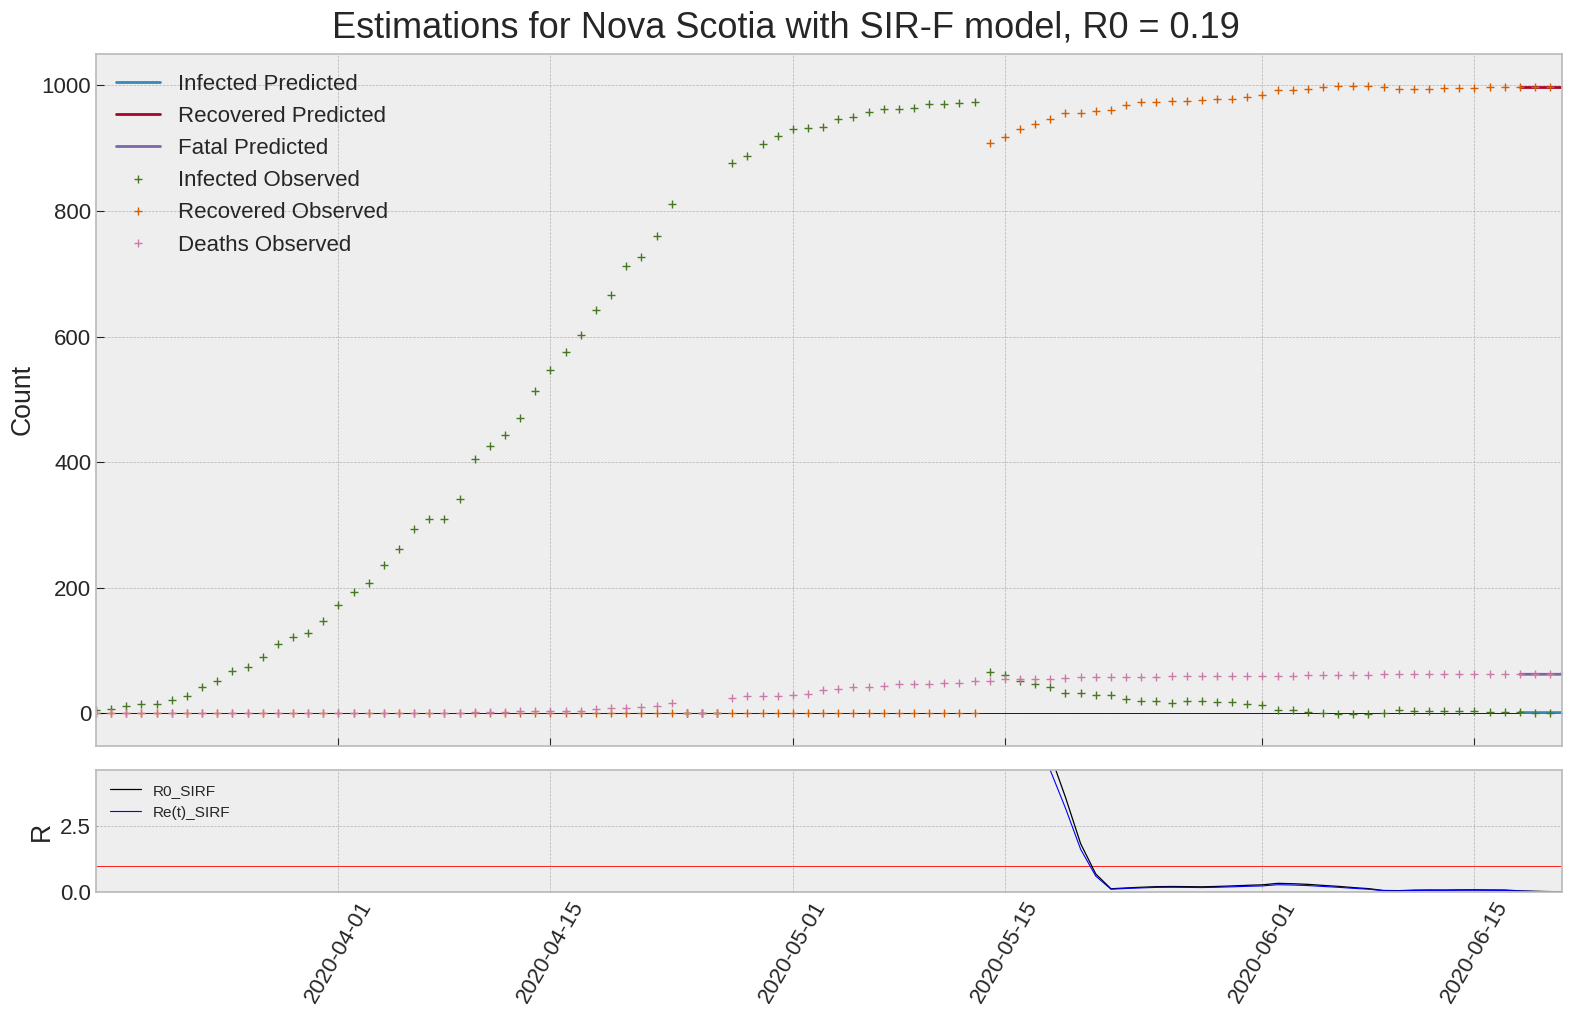 Estimations for Nova Scotia with SIR-F model, R0 = 0.19
Infected Predicted
Recovered Predicted
Fatal Predicted
Infected Observed
Recovered Observed
Deaths Observed
1000
800
600
400
200
0
Count
R0_SIRF
Re(t)_SIRF
2.5
0.0
R
2020-04-01
2020-04-15
2020-05-01
2020-05-15
2020-06-01
2020-06-15